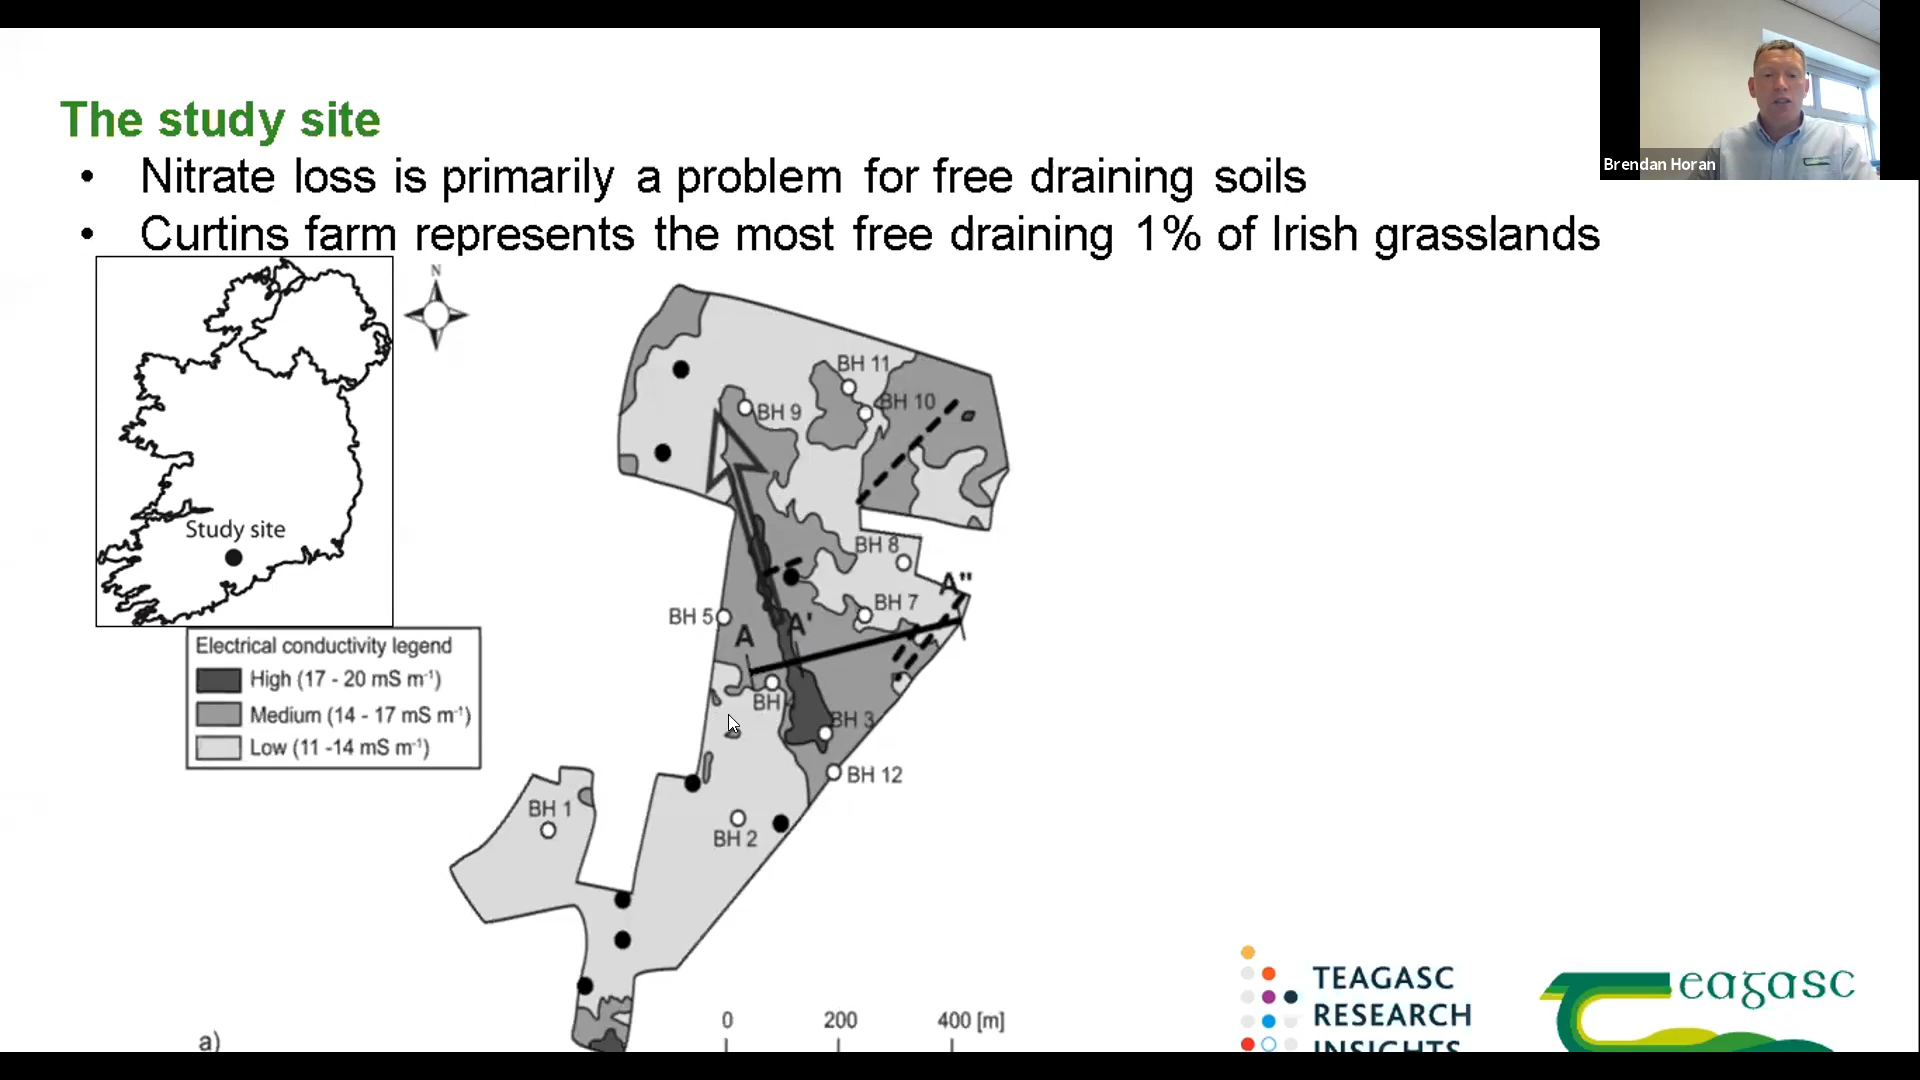 The study site
• Nitrate loss is primarily a problem for free draining soils
• Curtins farm represents the most free draining 1% of Irish grasslands
Brendan Horan
N
Study site
Electrical conductivity legend
High (17 - 20 mS m⁻¹)
Medium (14 - 17 mS m⁻¹)
Low (11 -14 mS m⁻¹)
BH 11
BH 10
BH 9
BH 8
A"
BH 7
BH 5
A
A'
BH 4
BH 3
BH 12
BH 1
BH 2
0 200 400 [m]
a)
TEAGASC
RESEARCH
INSIGHTS
eagasc